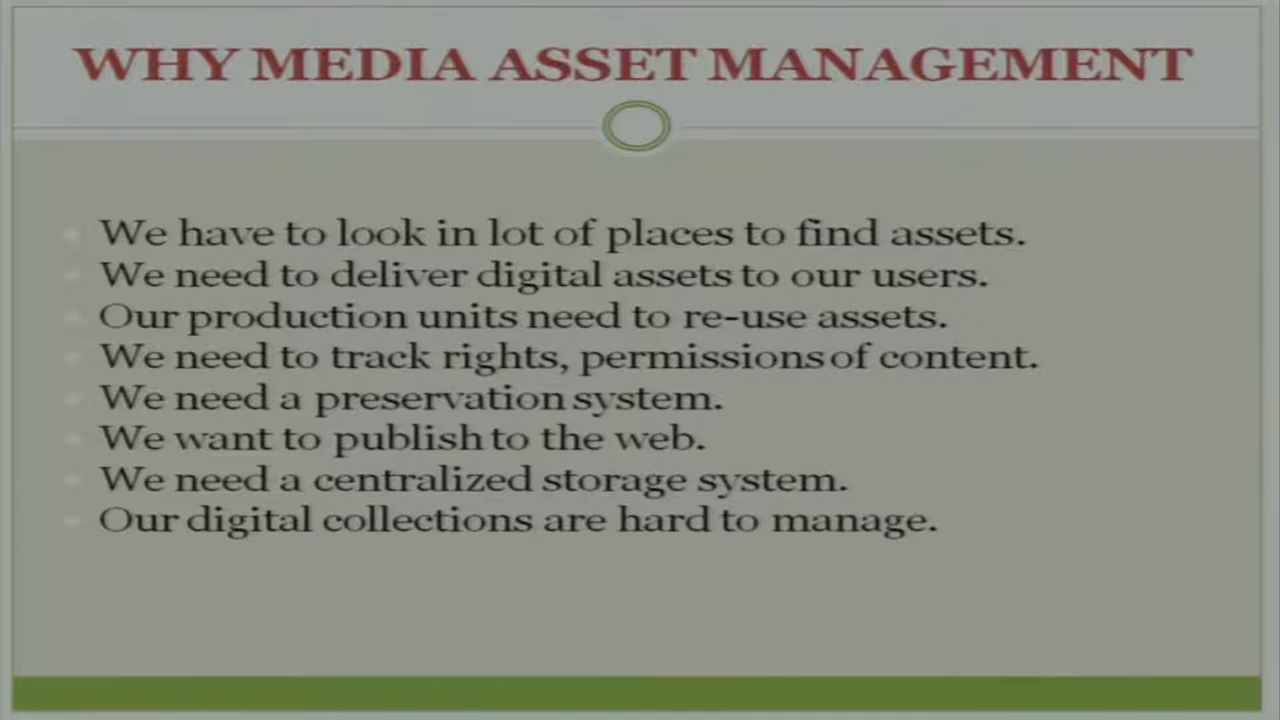 WHY MEDIA ASSET MANAGEMENT
We have to look in lot of places to find assets.
We need to deliver digital assets to our users.
Our production units need to re-use assets.
We need to track rights, permissions of content.
We need a preservation system.
We want to publish to the web.
We need a centralized storage system.
Our digital collections are hard to manage.